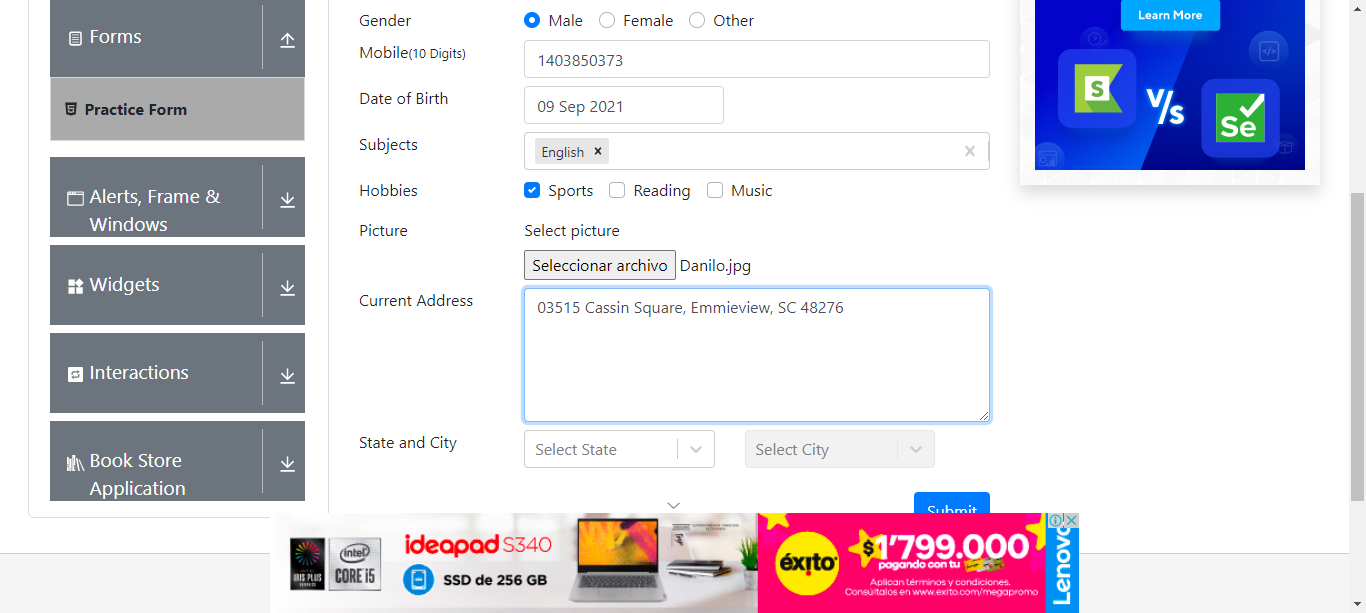 Forms
Practice Form
Alerts, Frame &
Windows
Widgets
Interactions
Book Store
Application
Gender
Male
Female
Other
Mobile(10 Digits)
1403850373
Date of Birth
09 Sep 2021
Subjects
English ×
×
Hobbies
Sports
Reading
Music
Picture
Select picture
Seleccionar archivo Danilo.jpg
Current Address
03515 Cassin Square, Emmieview, SC 48276
State and City
Select State
Select City
Submit
Learn More
S
V/s
Se
IRIS PLUS
GRAPHICS
intel
CORE i5
ideapad S340
SSD de 256 GB
éxito
$1'799.000
pagando con tu
Aplican términos y condiciones.
Consúltalos en www.exito.com/megapromo
Lenovo